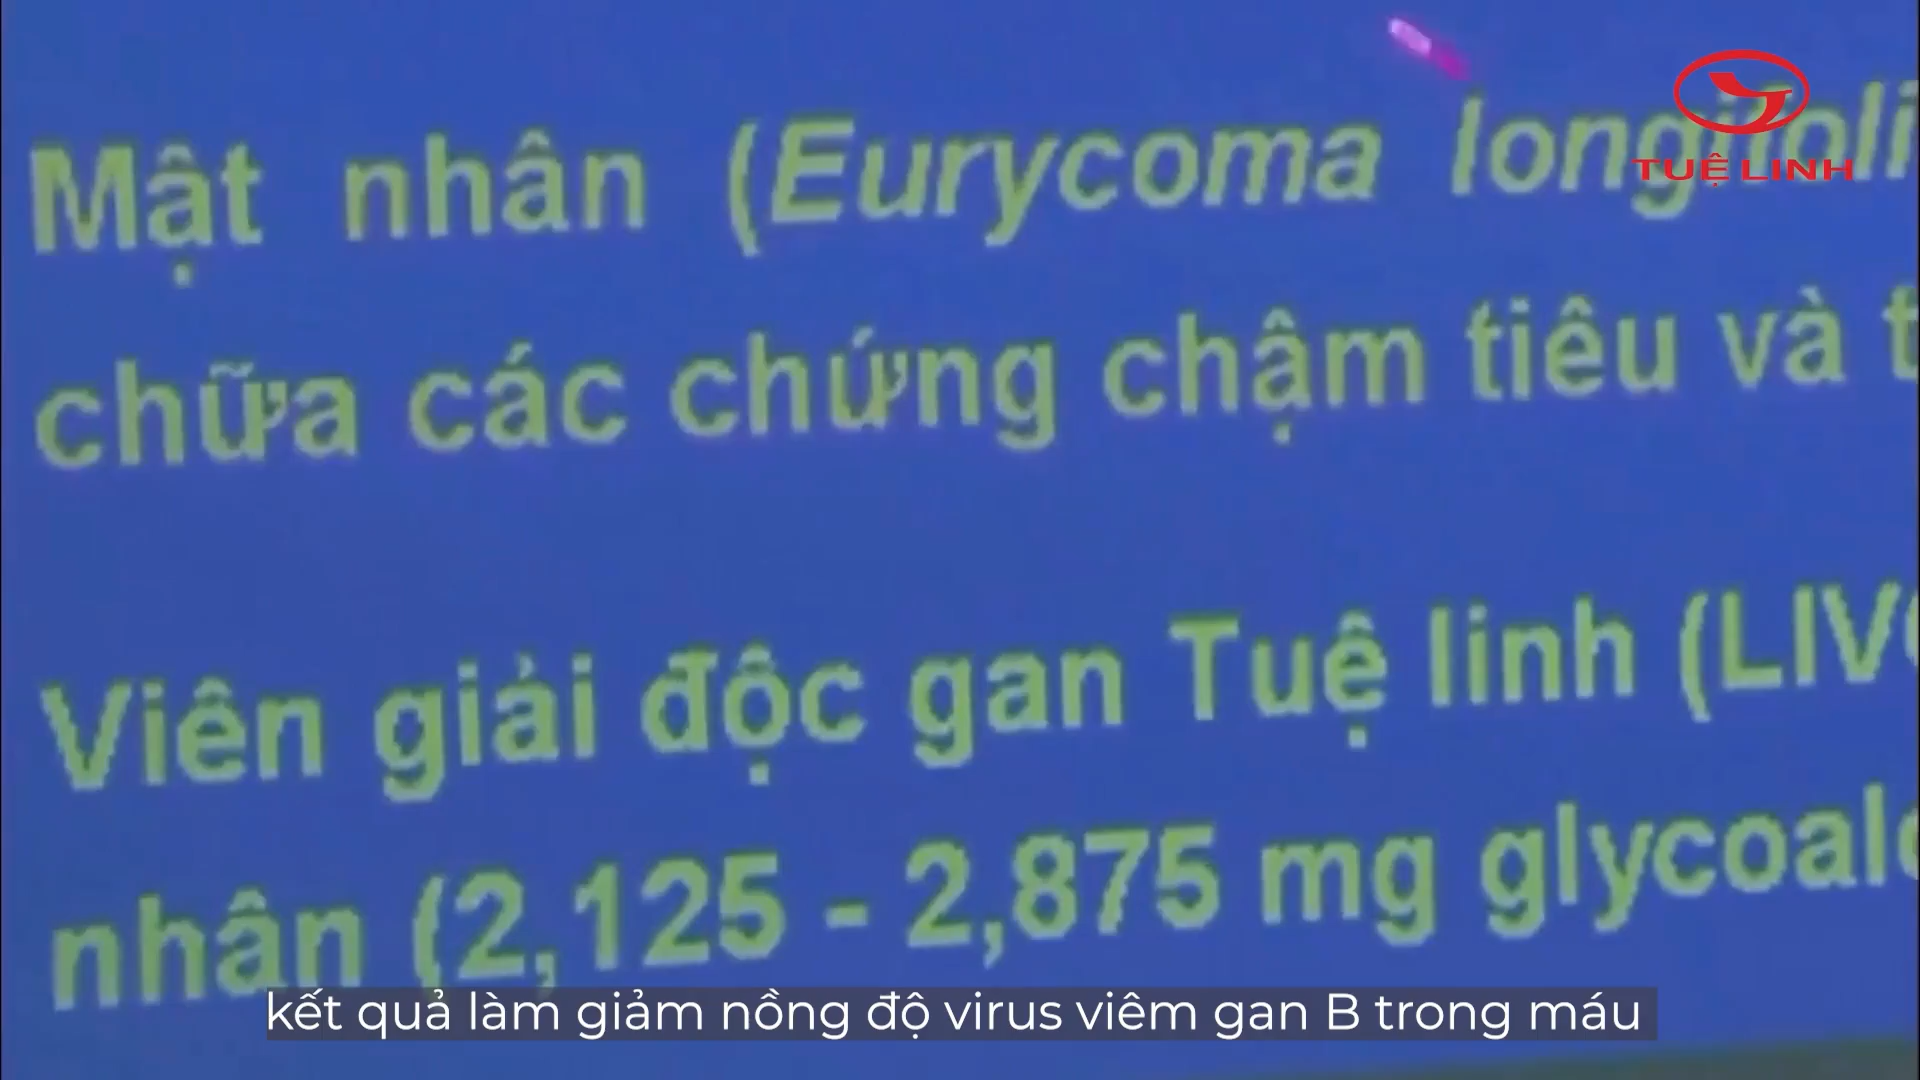 TUỆ LINH
Mật nhân (Eurycoma
chữa các chứng chậm tiêu và
Viên giải độc gan Tuệ linh
nhân (2,125 - 2,875 mg
kết quả làm giảm nồng độ virus viêm gan B trong máu